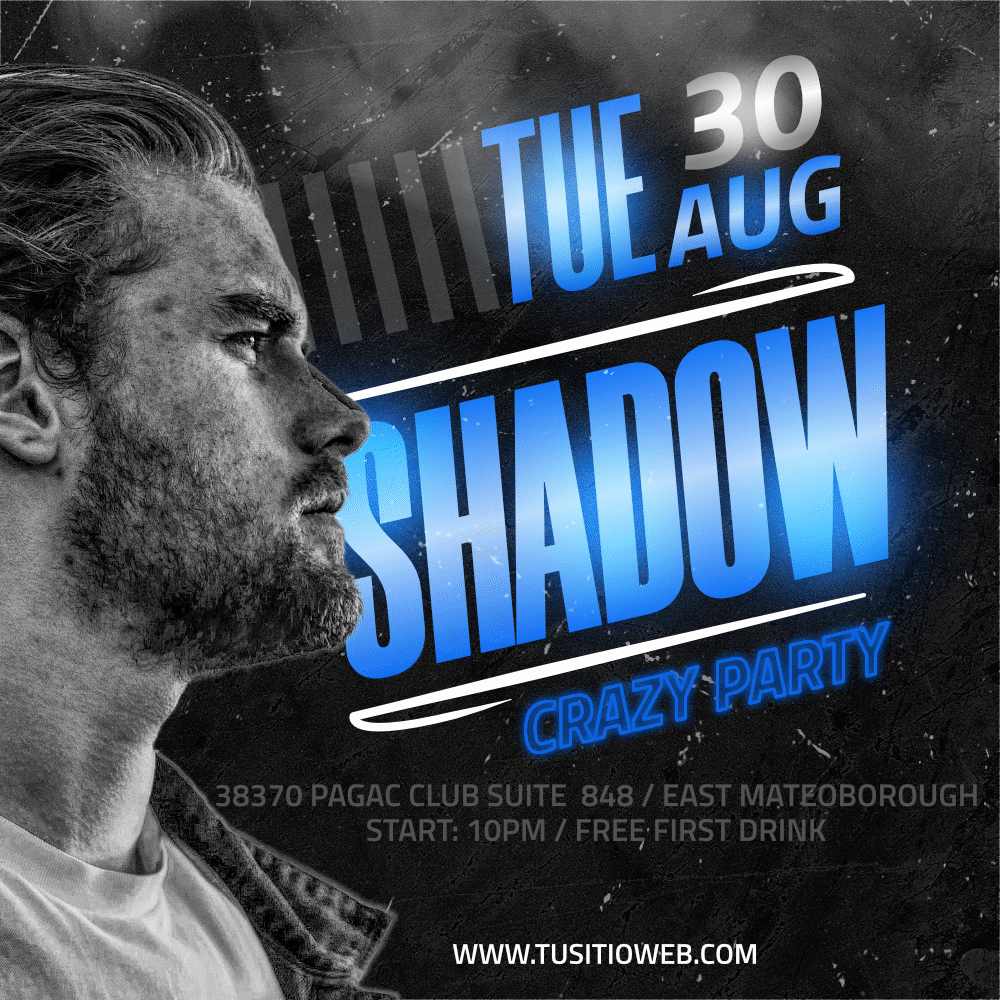 TUE
30
AUG
SHADOW
CRAZY PARTY
38370 PAGAC CLUB SUITE 848 / EAST MATEOBOROUGH
START: 10PM / FREE FIRST DRINK
WWW.TUSITIOWEB.COM